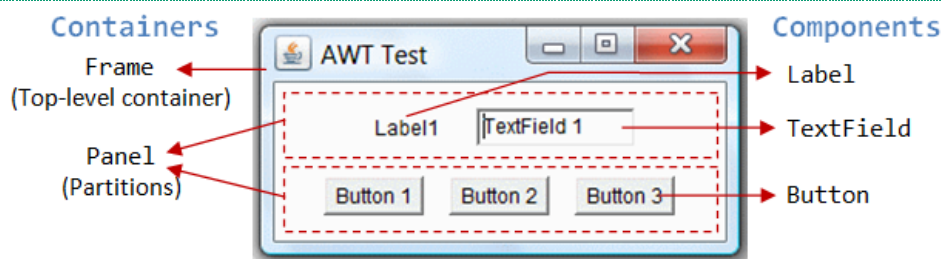 Containers
Components
Frame
(Top-level container)
AWT Test
Label
Label1
TextField 1
TextField
Panel
(Partitions)
Button 1
Button 2
Button 3
Button